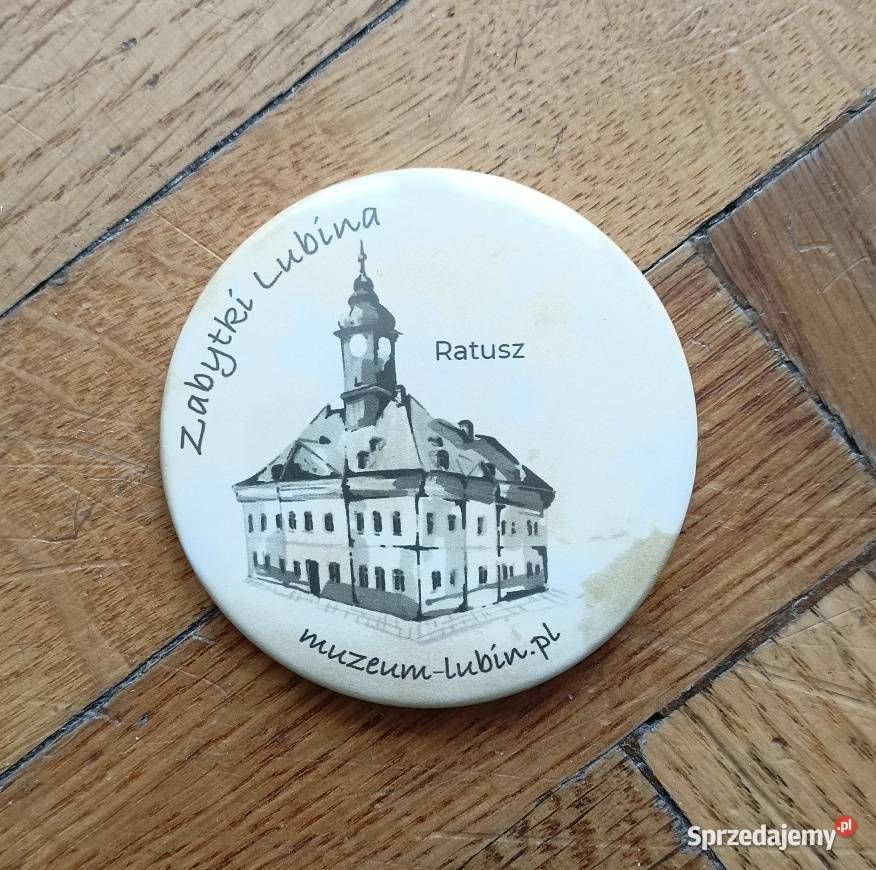 Zabytki Lubina
Ratusz
muzeum-lubin.pl
Sprzedajemy.pl